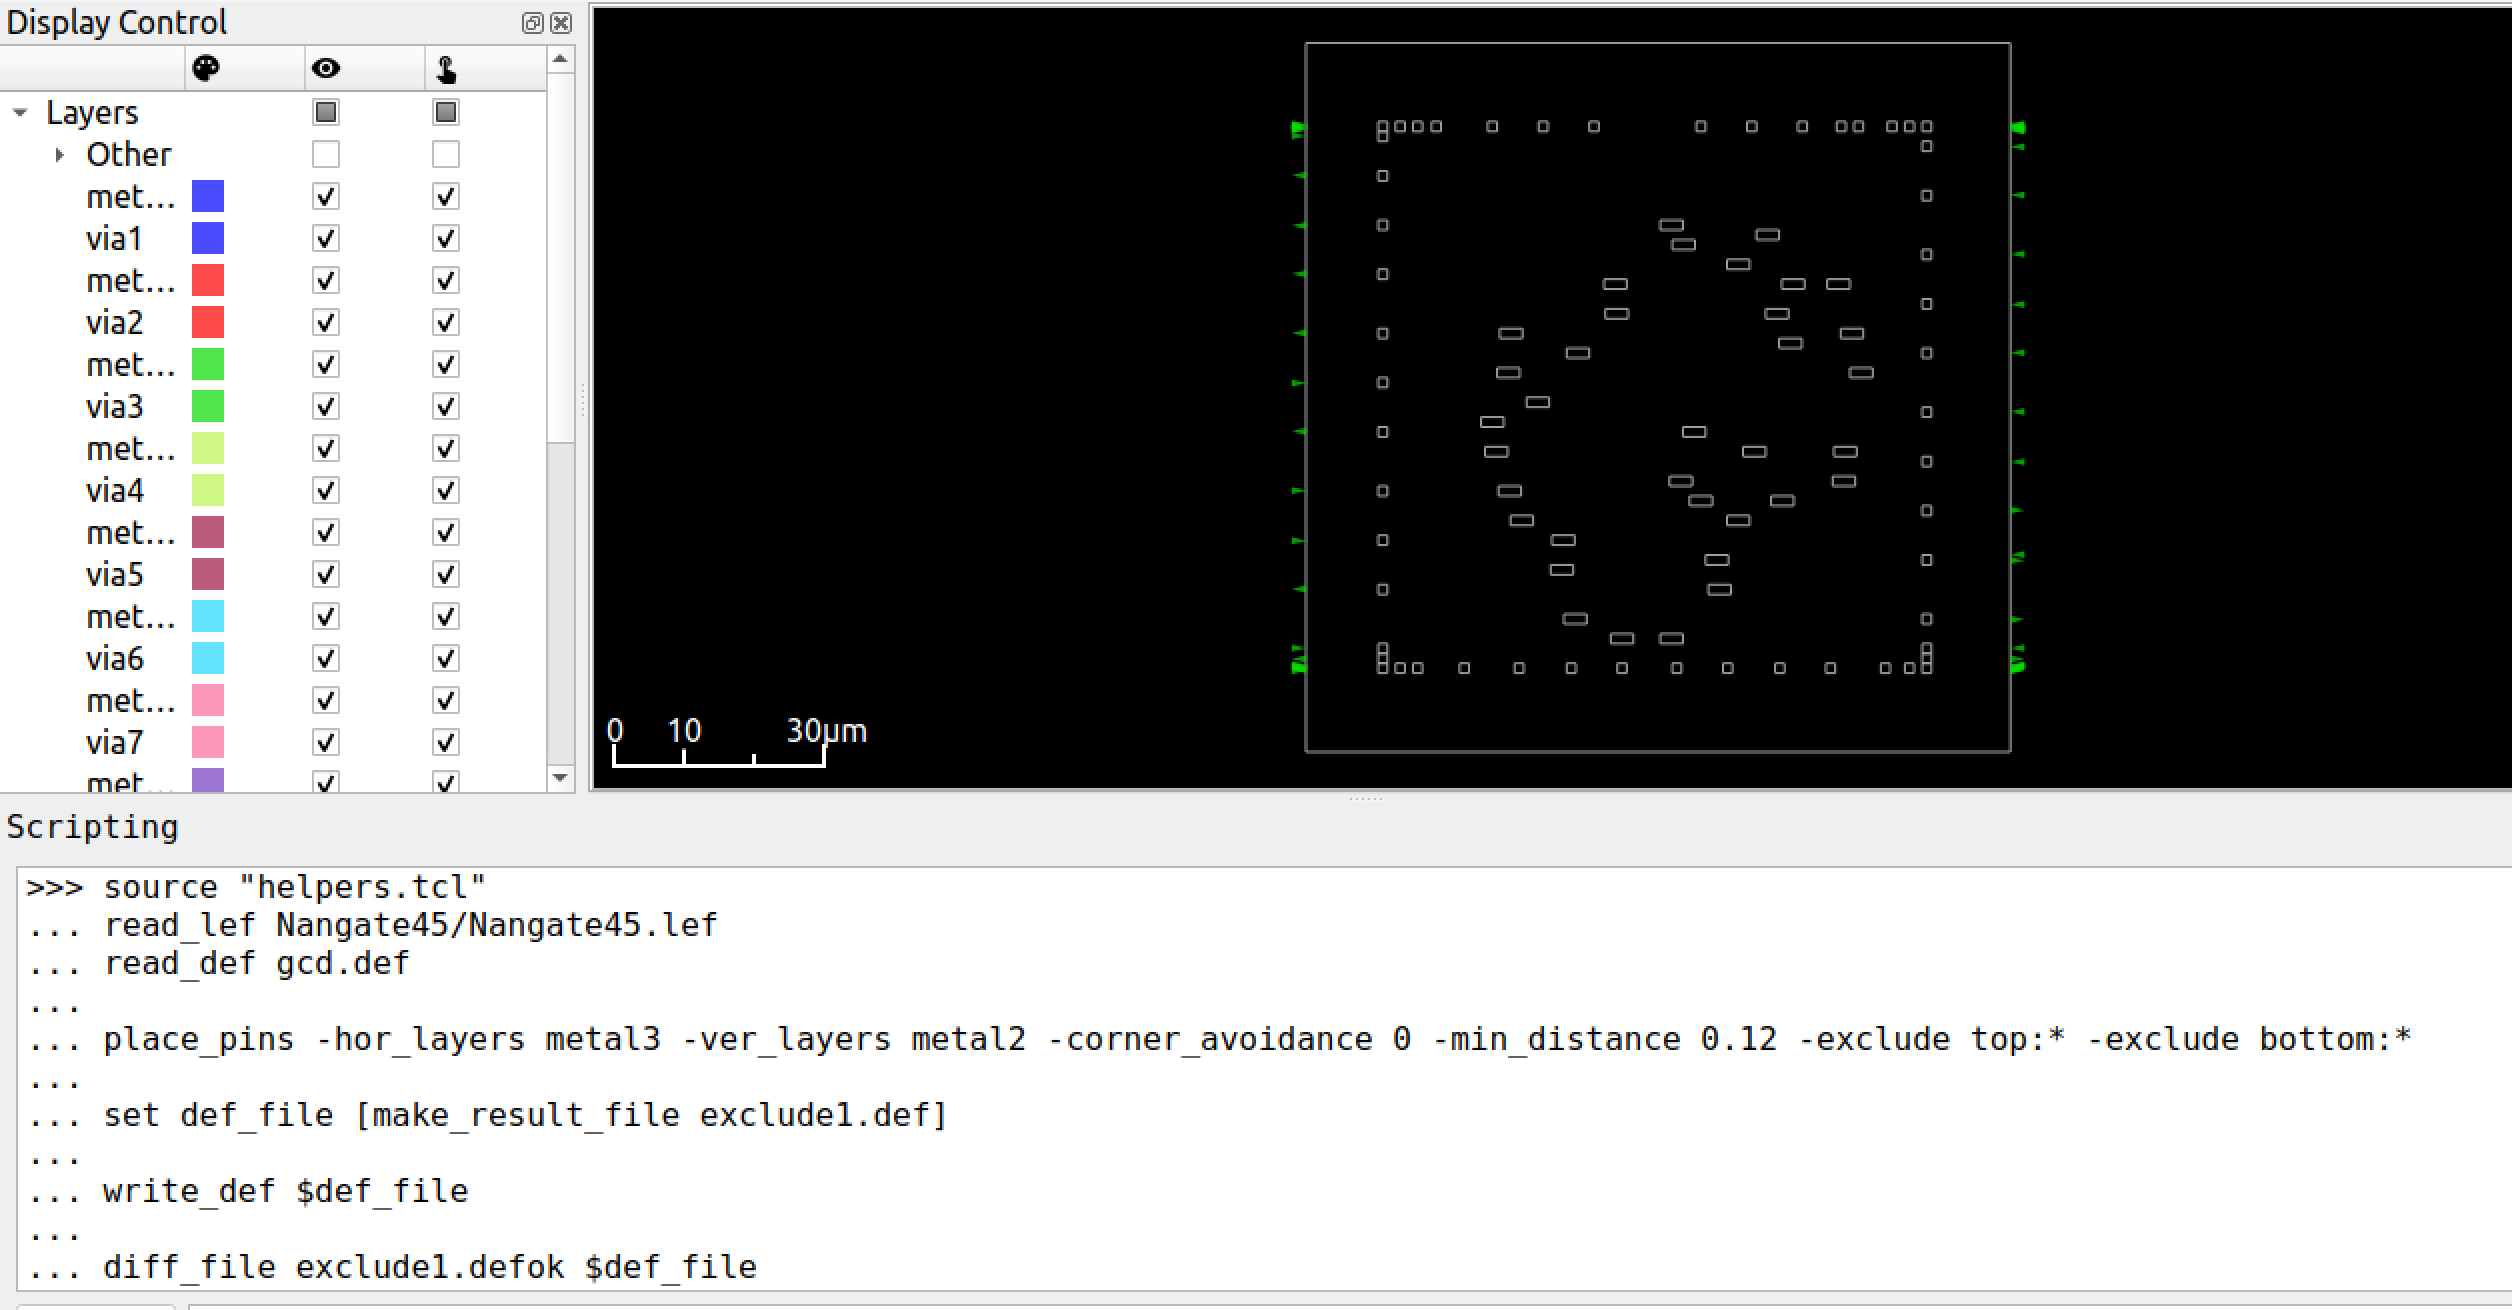 Display Control
Layers
Other
met...
via1
met...
via2
met...
via3
met...
via4
met...
via5
met...
via6
met...
via7
met...
0 10 30µm
Scripting
>>> source "helpers.tcl"
... read_lef Nangate45/Nangate45.lef
... read_def gcd.def
...
... place_pins -hor_layers metal3 -ver_layers metal2 -corner_avoidance 0 -min_distance 0.12 -exclude top:* -exclude bottom:*
...
... set def_file [make_result_file exclude1.def]
...
... write_def $def_file
...
... diff_file exclude1.defok $def_file